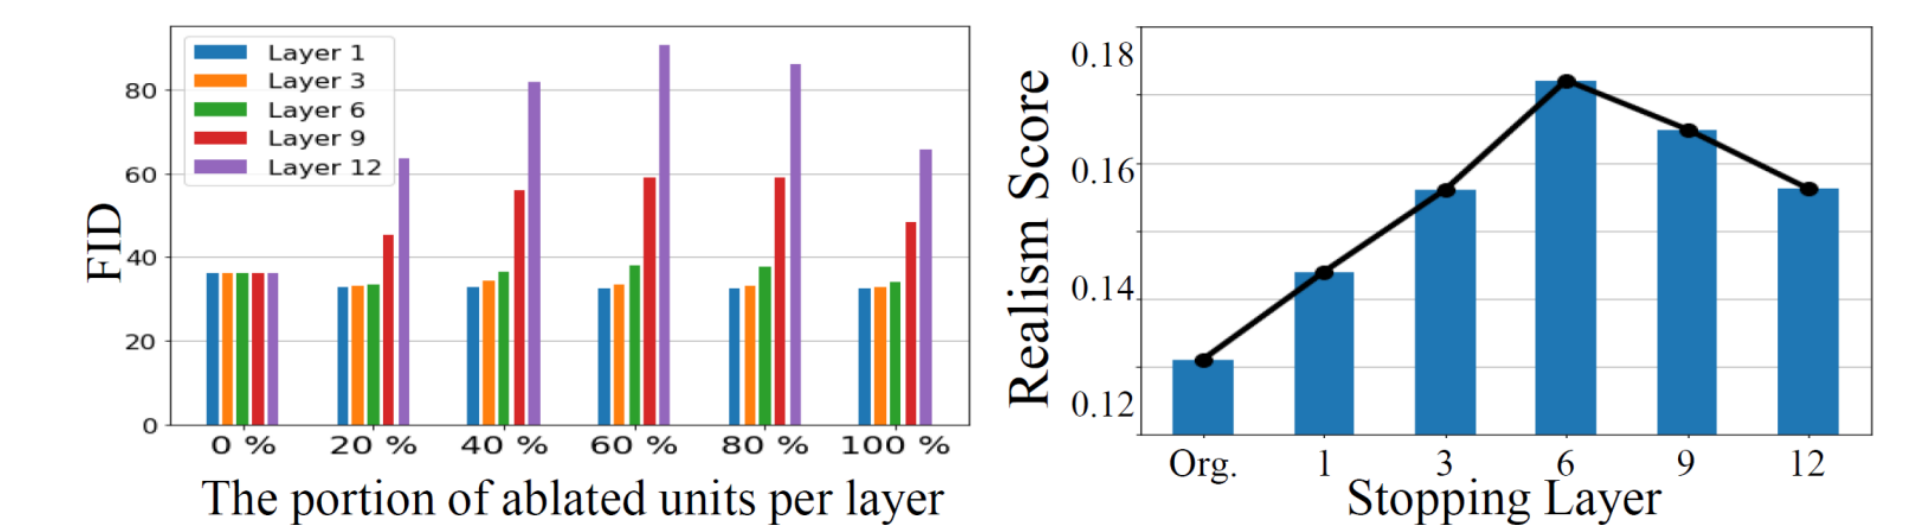 Layer 1
Layer 3
Layer 6
Layer 9
Layer 12
80
60
40
20
0
FID
0 %
20 %
40 %
60 %
80 %
100 %
The portion of ablated units per layer
0.18
0.16
0.14
0.12
Realism Score
Org.
1
3
6
9
12
Stopping Layer